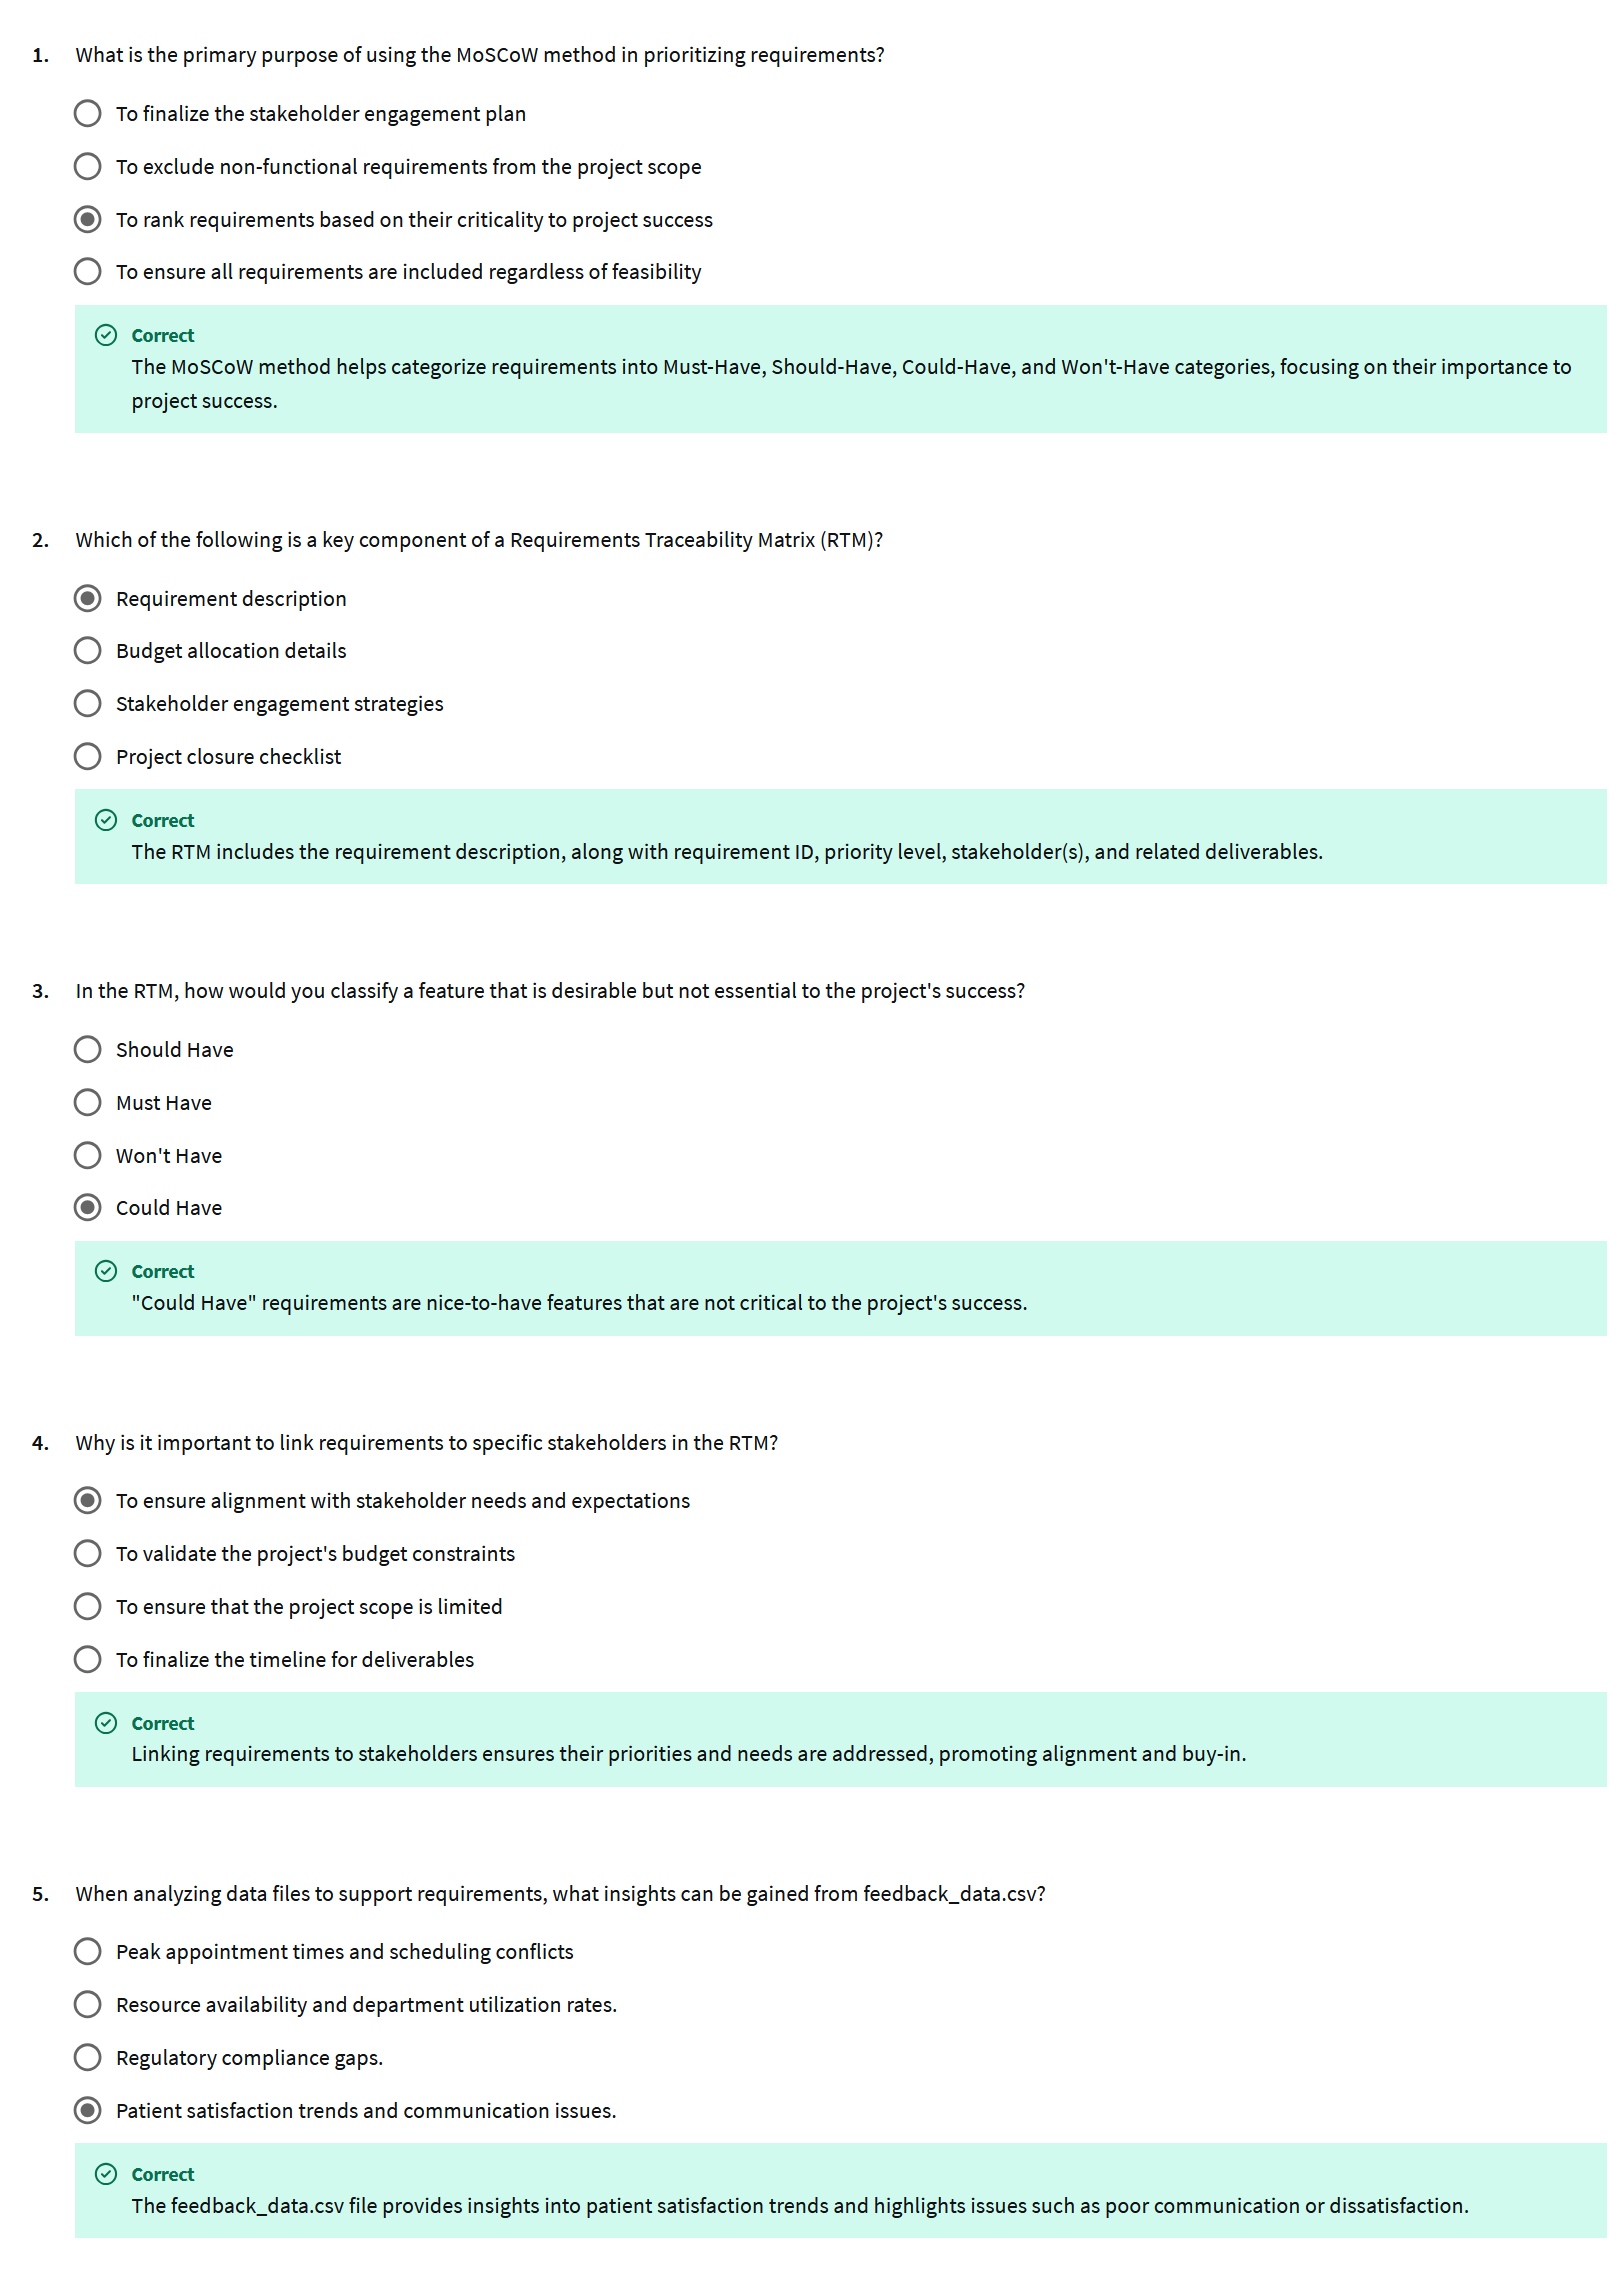 1. What is the primary purpose of using the MoSCoW method in prioritizing requirements?
To finalize the stakeholder engagement plan
To exclude non-functional requirements from the project scope
To rank requirements based on their criticality to project success
To ensure all requirements are included regardless of feasibility
Correct
The MoSCoW method helps categorize requirements into Must-Have, Should-Have, Could-Have, and Won't-Have categories, focusing on their importance to
project success.
2. Which of the following is a key component of a Requirements Traceability Matrix (RTM)?
Requirement description
Budget allocation details
Stakeholder engagement strategies
Project closure checklist
Correct
The RTM includes the requirement description, along with requirement ID, priority level, stakeholder(s), and related deliverables.
3. In the RTM, how would you classify a feature that is desirable but not essential to the project's success?
Should Have
Must Have
Won't Have
Could Have
Correct
"Could Have" requirements are nice-to-have features that are not critical to the project's success.
4. Why is it important to link requirements to specific stakeholders in the RTM?
To ensure alignment with stakeholder needs and expectations
To validate the project's budget constraints
To ensure that the project scope is limited
To finalize the timeline for deliverables
Correct
Linking requirements to stakeholders ensures their priorities and needs are addressed, promoting alignment and buy-in.
5. When analyzing data files to support requirements, what insights can be gained from feedback_data.csv?
Peak appointment times and scheduling conflicts
Resource availability and department utilization rates.
Regulatory compliance gaps.
Patient satisfaction trends and communication issues.
Correct
The feedback_data.csv file provides insights into patient satisfaction trends and highlights issues such as poor communication or dissatisfaction.